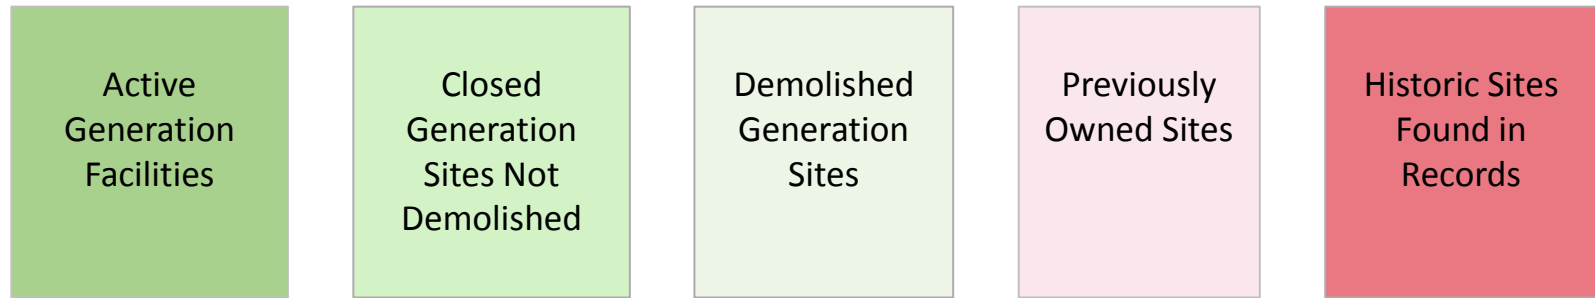 Active
Generation
Facilities
Closed
Generation
Sites Not
Demolished
Demolished
Generation
Sites
Previously
Owned Sites
Historic Sites
Found in
Records